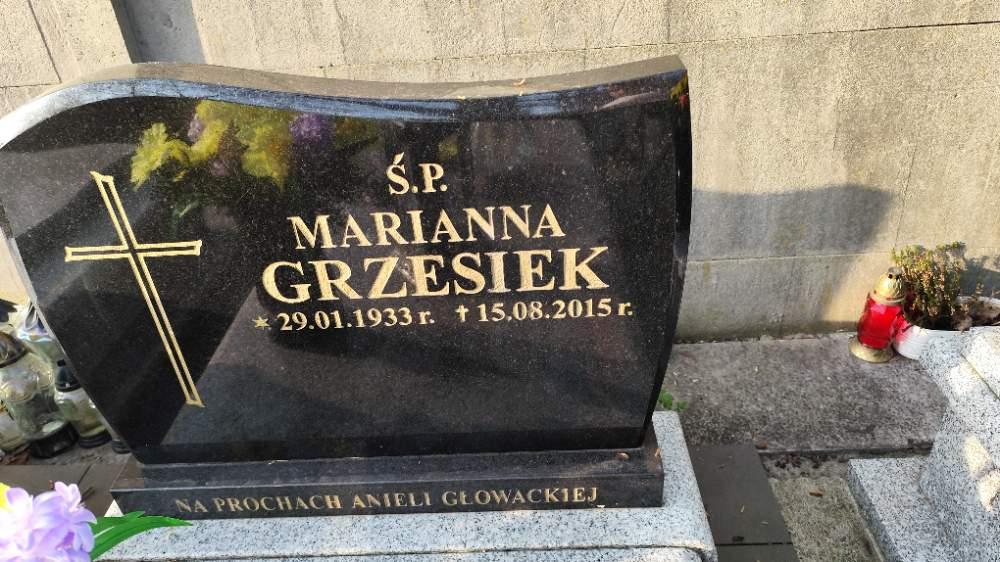 Ś.P.
MARIANNA
GRZESIEK
* 29.01.1933 r. † 15.08.2015 r.
NA PROCHACH ANIELI GŁOWACKIEJ